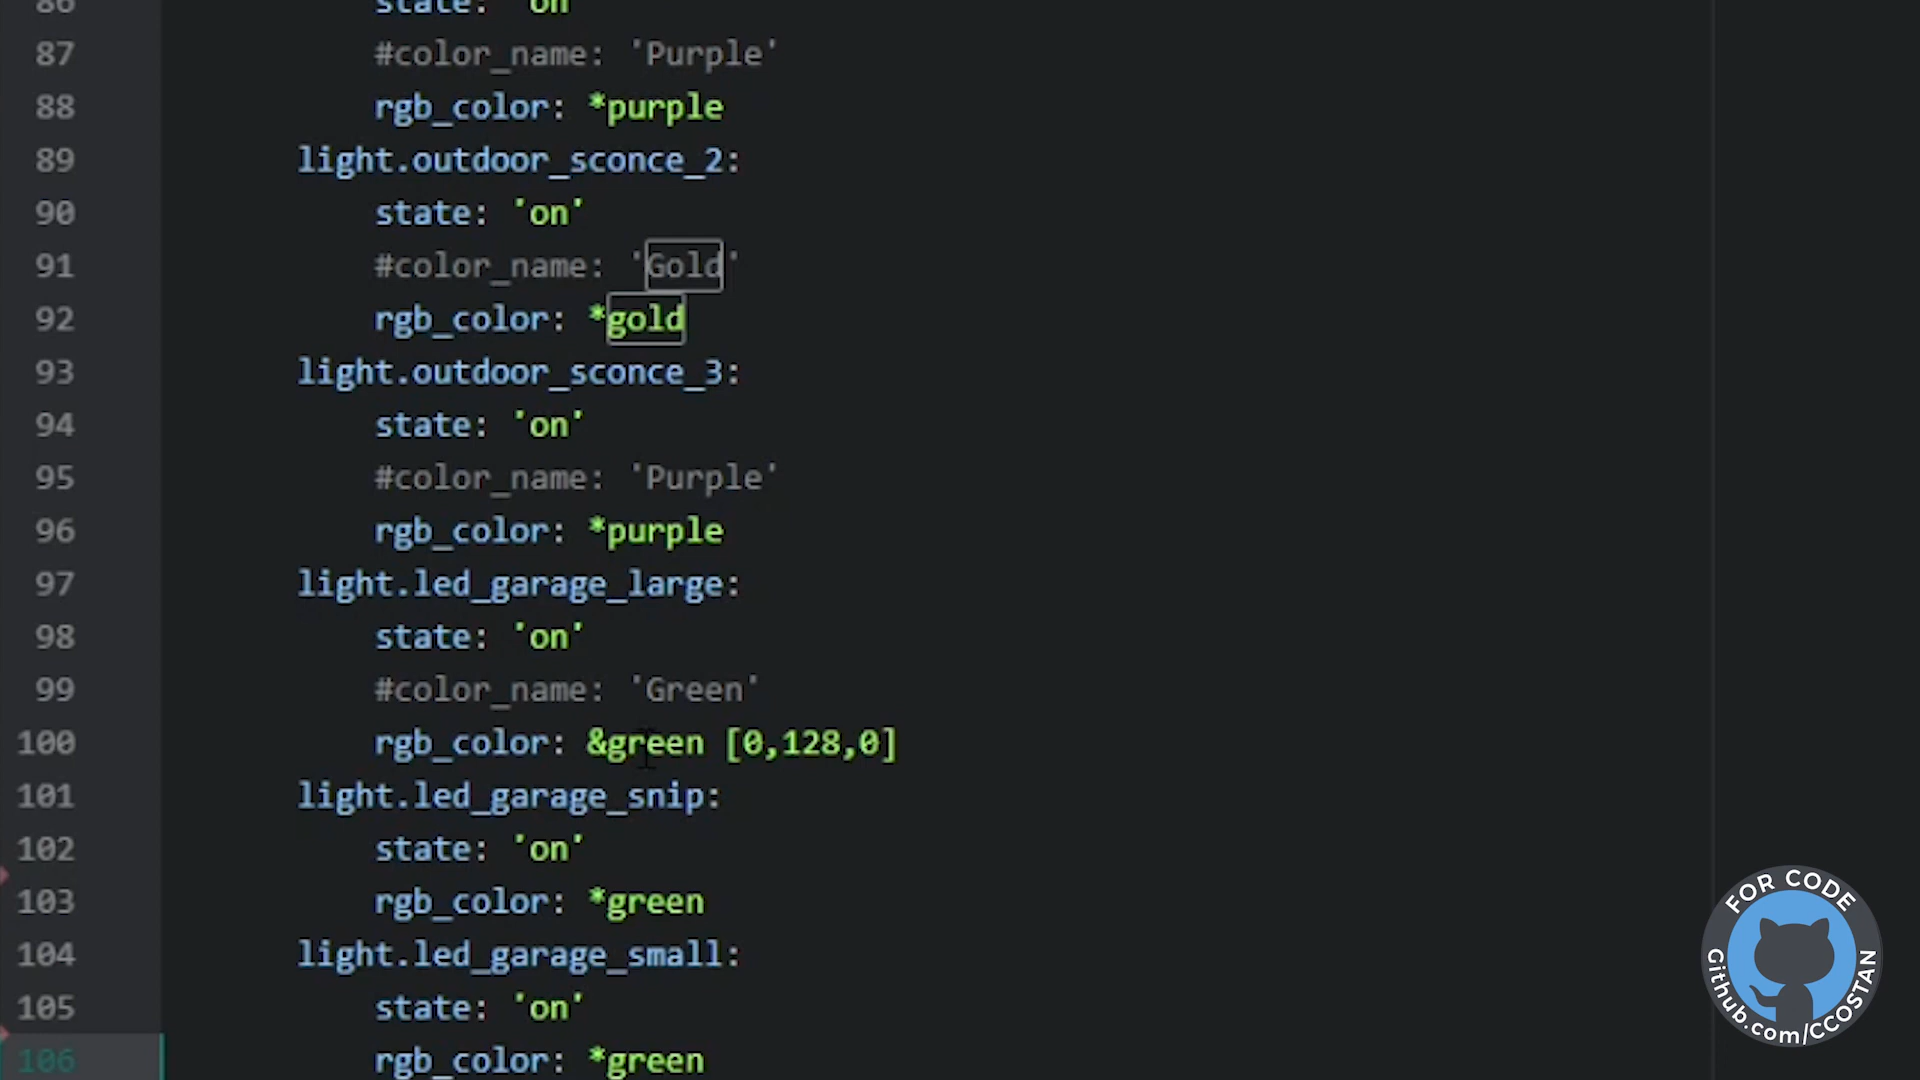 86 state: 'on'
87 #color_name: 'Purple'
88 rgb_color: *purple
89 light.outdoor_sconce_2:
90 state: 'on'
91 #color_name: 'Gold'
92 rgb_color: *gold
93 light.outdoor_sconce_3:
94 state: 'on'
95 #color_name: 'Purple'
96 rgb_color: *purple
97 light.led_garage_large:
98 state: 'on'
99 #color_name: 'Green'
100 rgb_color: &green [0,128,0]
101 light.led_garage_snip:
102 state: 'on'
103 rgb_color: *green
104 light.led_garage_small:
105 state: 'on'
106 rgb_color: *green
FOR CODE
Github.com/CCOSTAN